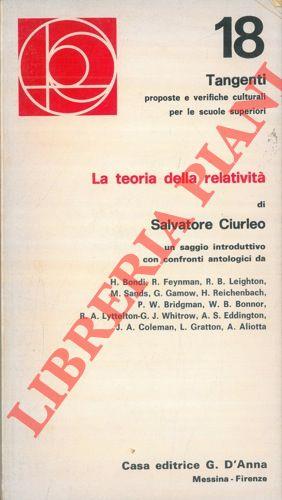 18
Tangenti
proposte e verifiche culturali
per le scuole superiori
La teoria della relatività
di
Salvatore Ciurleo
un saggio introduttivo
con confronti antologici da
H. Bondi, R. Feynman, R. B. Leighton,
M. Sands, G. Gamow, H. Reichenbach,
P. W. Bridgman, W. B. Bonnor,
R. A. Lyttelton-G. J. Whitrow, A. S. Eddington,
J. A. Coleman, L. Gratton, A. Aliotta
Casa editrice G. D'Anna
Messina - Firenze
LIBRERIA PIANI
LIBRERIA PIANI